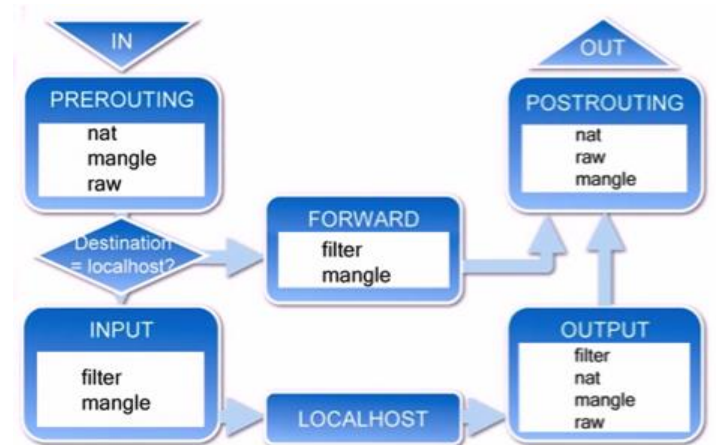 IN
PREROUTING
nat
mangle
raw
Destination
= localhost?
INPUT
filter
mangle
FORWARD
filter
mangle
LOCALHOST
OUT
POSTROUTING
nat
raw
mangle
OUTPUT
filter
nat
mangle
raw